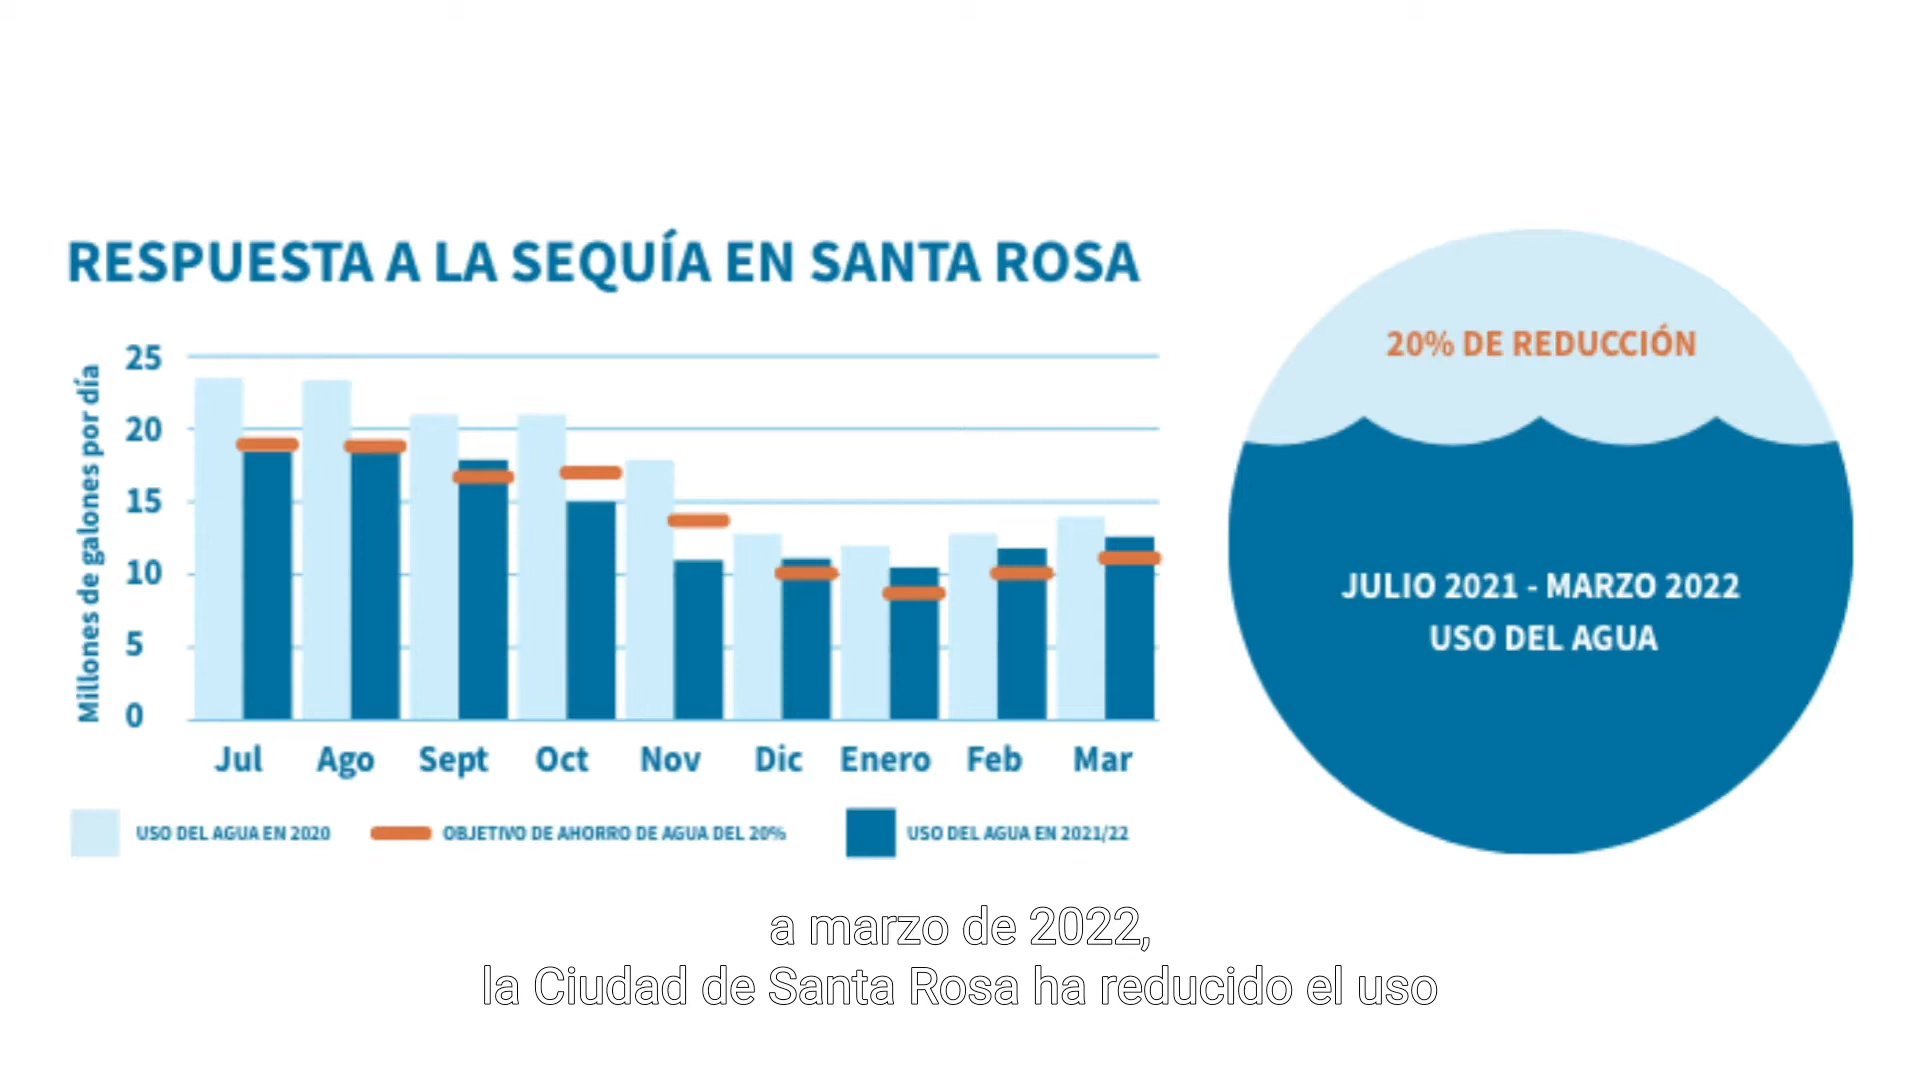 RESPUESTA A LA SEQUÍA EN SANTA ROSA
Millones de galones por día
25
20
15
10
5
0
Jul Ago Sept Oct Nov Dic Enero Feb Mar
USO DEL AGUA EN 2020 OBJETIVO DE AHORRO DE AGUA DEL 20% USO DEL AGUA EN 2021/22
20% DE REDUCCIÓN
JULIO 2021 - MARZO 2022
USO DEL AGUA
a marzo de 2022,
la Ciudad de Santa Rosa ha reducido el uso